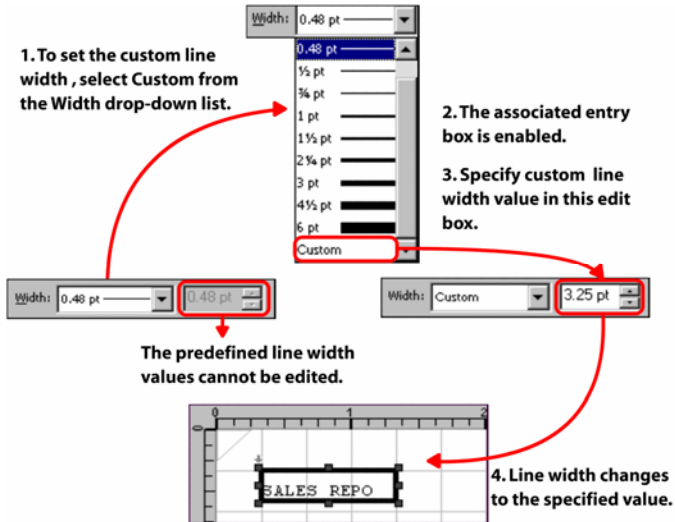 Width: 0.48 pt
1. To set the custom line
width , select Custom from
the Width drop-down list.
0.48 pt
½ pt
¾ pt
1 pt
1½ pt
2¼ pt
3 pt
4½ pt
6 pt
Custom
2. The associated entry
box is enabled.
3. Specify custom line
width value in this edit
box.
Width: 0.48 pt 0.48 pt
Width: Custom 3.25 pt
The predefined line width
values cannot be edited.
0 1 2
0
SALES REPO
4. Line width changes
to the specified value.